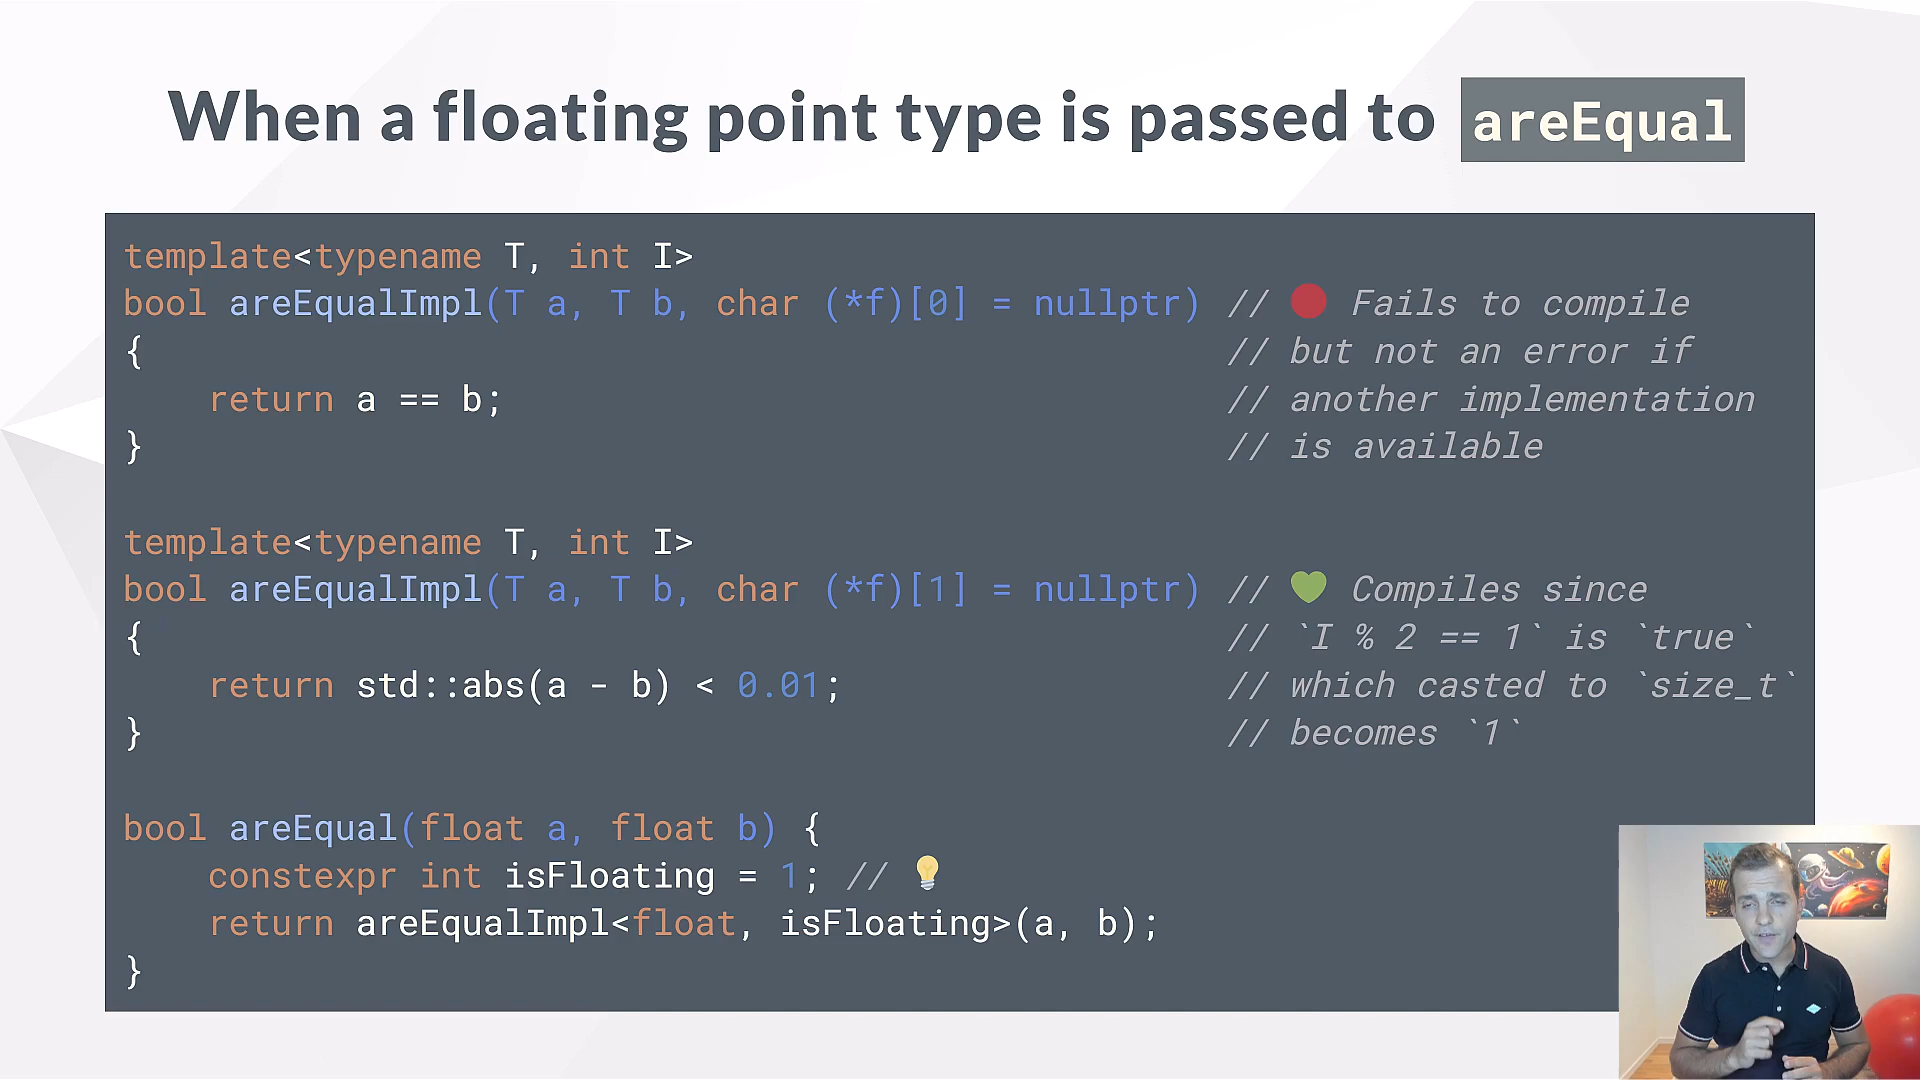 When a floating point type is passed to areEqual
template<typename T, int I>
bool areEqualImpl(T a, T b, char (*f)[0] = nullptr) // 🔴 Fails to compile
{ // but not an error if
return a == b; // another implementation
} // is available
template<typename T, int I>
bool areEqualImpl(T a, T b, char (*f)[1] = nullptr) // 💚 Compiles since
{ // `I % 2 == 1` is `true`
return std::abs(a - b) < 0.01; // which casted to `size_t`
} // becomes `1`
bool areEqual(float a, float b) {
constexpr int isFloating = 1; // 💡
return areEqualImpl<float, isFloating>(a, b);
}